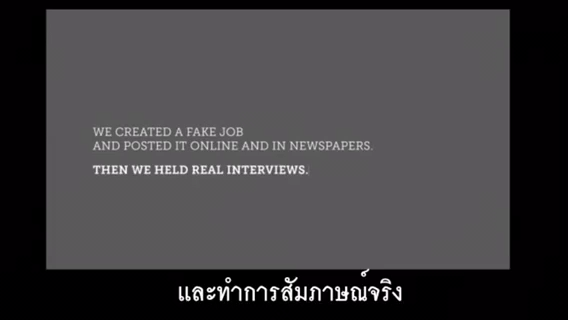 WE CREATED A FAKE JOB
AND POSTED IT ONLINE AND IN NEWSPAPERS.
THEN WE HELD REAL INTERVIEWS.
และทำการสัมภาษณ์จริง